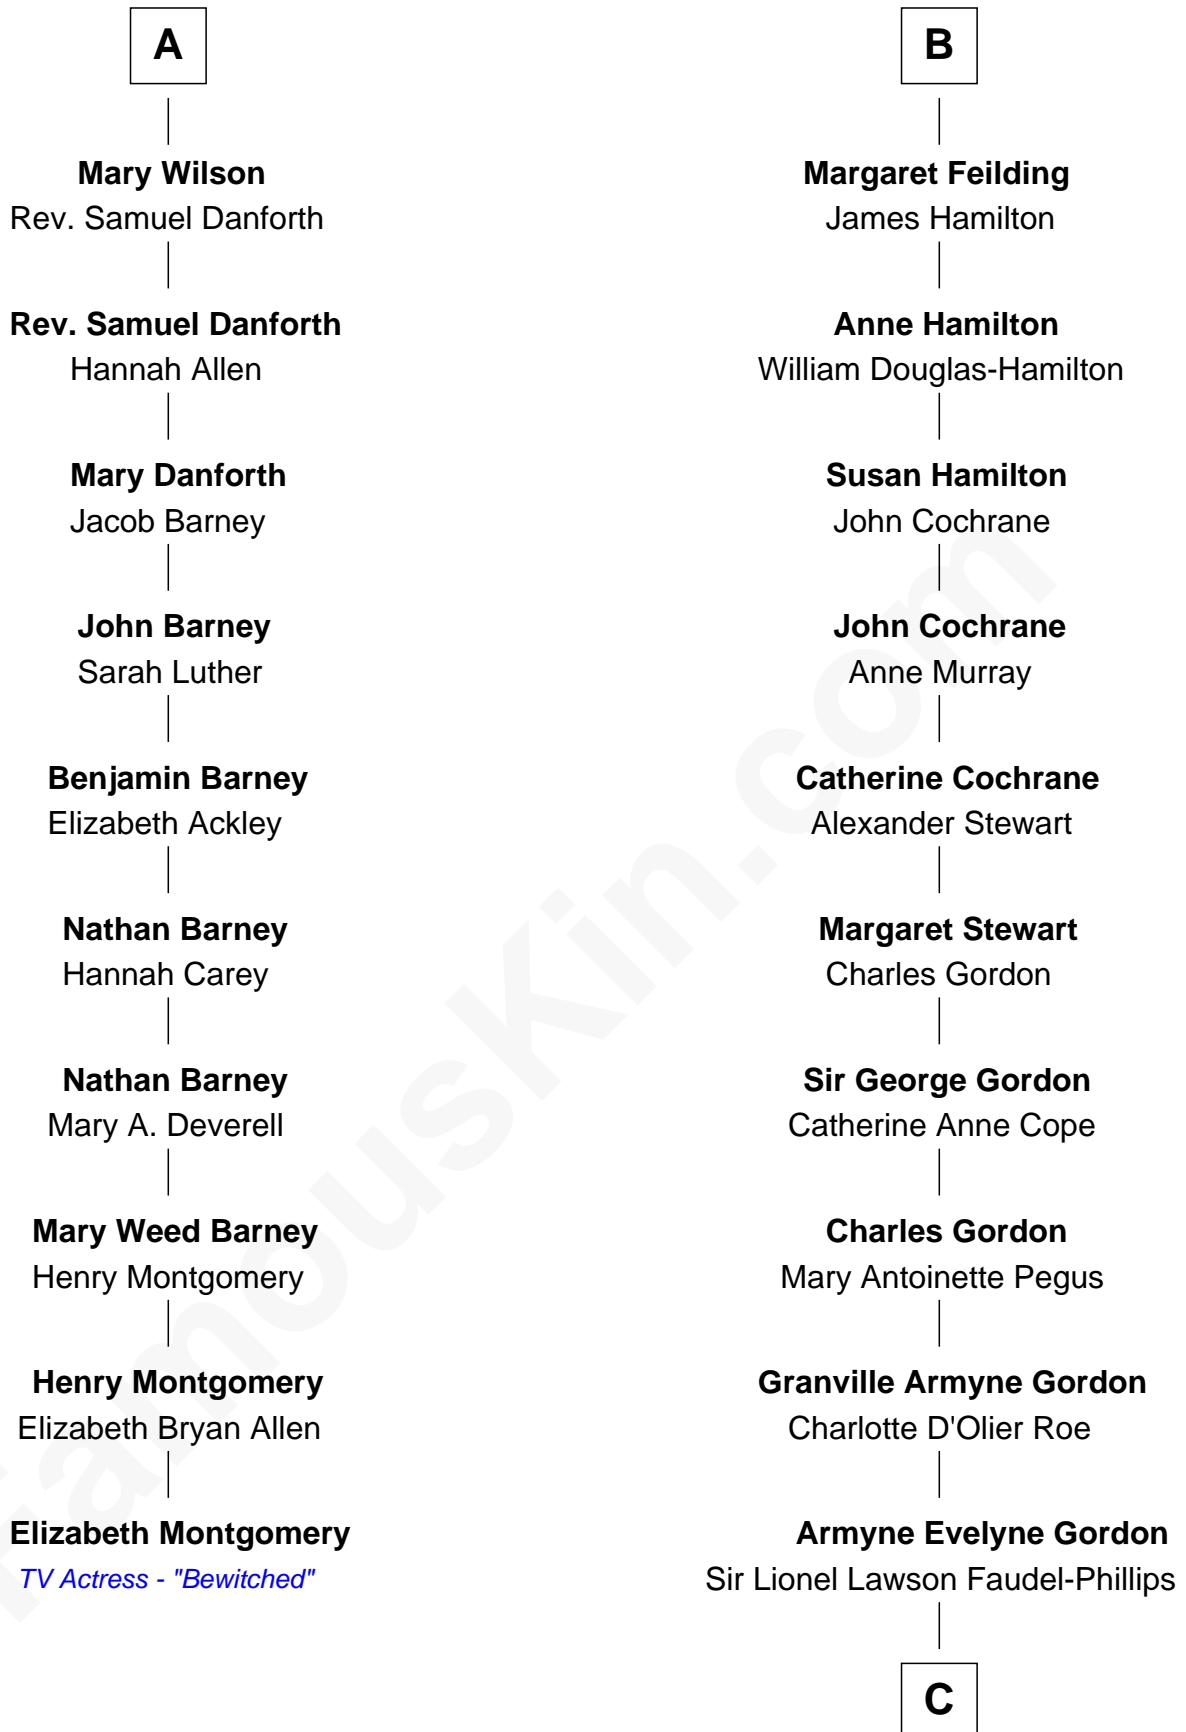 A
Mary Wilson
Rev. Samuel Danforth
Rev. Samuel Danforth
Hannah Allen
Mary Danforth
Jacob Barney
John Barney
Sarah Luther
Benjamin Barney
Elizabeth Ackley
Nathan Barney
Hannah Carey
Nathan Barney
Mary A. Deverell
Mary Weed Barney
Henry Montgomery
Henry Montgomery
Elizabeth Bryan Allen
Elizabeth Montgomery
TV Actress - "Bewitched"
B
Margaret Feilding
James Hamilton
Anne Hamilton
William Douglas-Hamilton
Susan Hamilton
John Cochrane
John Cochrane
Anne Murray
Catherine Cochrane
Alexander Stewart
Margaret Stewart
Charles Gordon
Sir George Gordon
Catherine Anne Cope
Charles Gordon
Mary Antoinette Pegus
Granville Armyne Gordon
Charlotte D'Olier Roe
Armyne Evelyne Gordon
Sir Lionel Lawson Faudel-Phillips
C
FamousKin.com